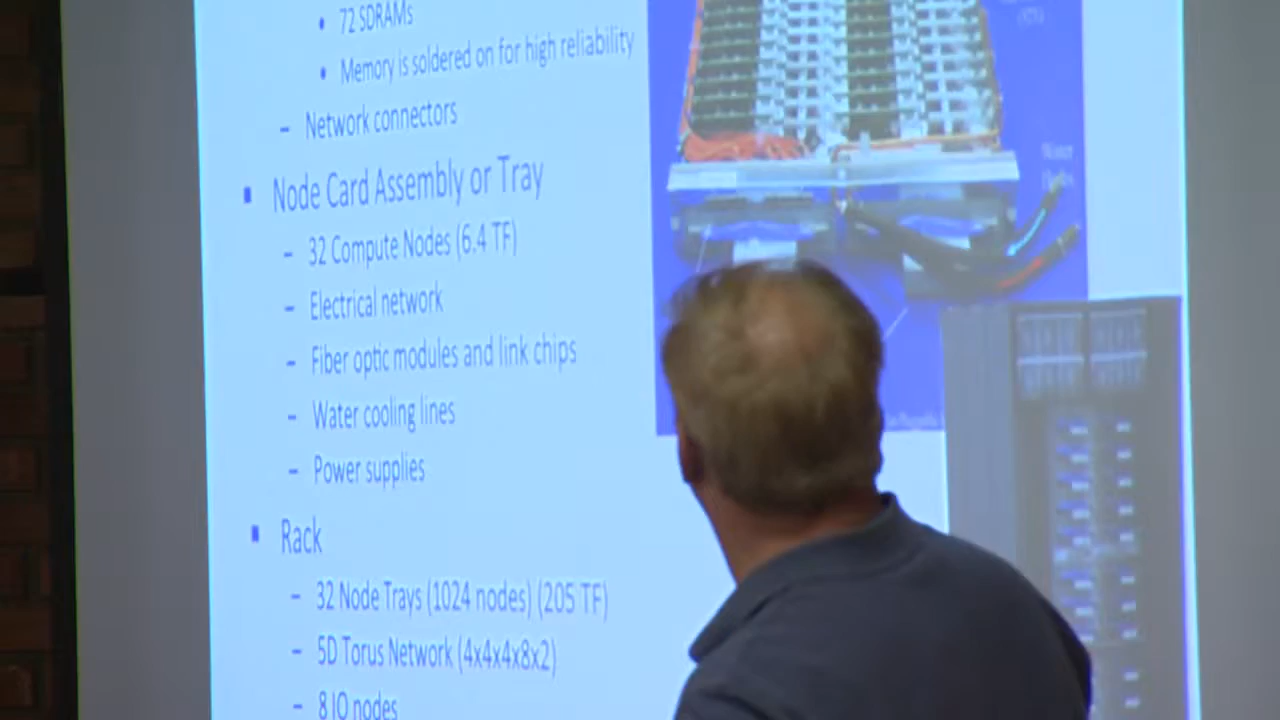 72 SDRAMs
Memory is soldered on for high reliability
Network connectors
Node Card Assembly or Tray
32 Compute Nodes (6.4 TF)
Electrical network
Fiber optic modules and link chips
Water cooling lines
Power supplies
Rack
32 Node Trays (1024 nodes) (205 TF)
5D Torus Network (4x4x4x8x2)
8 IO nodes